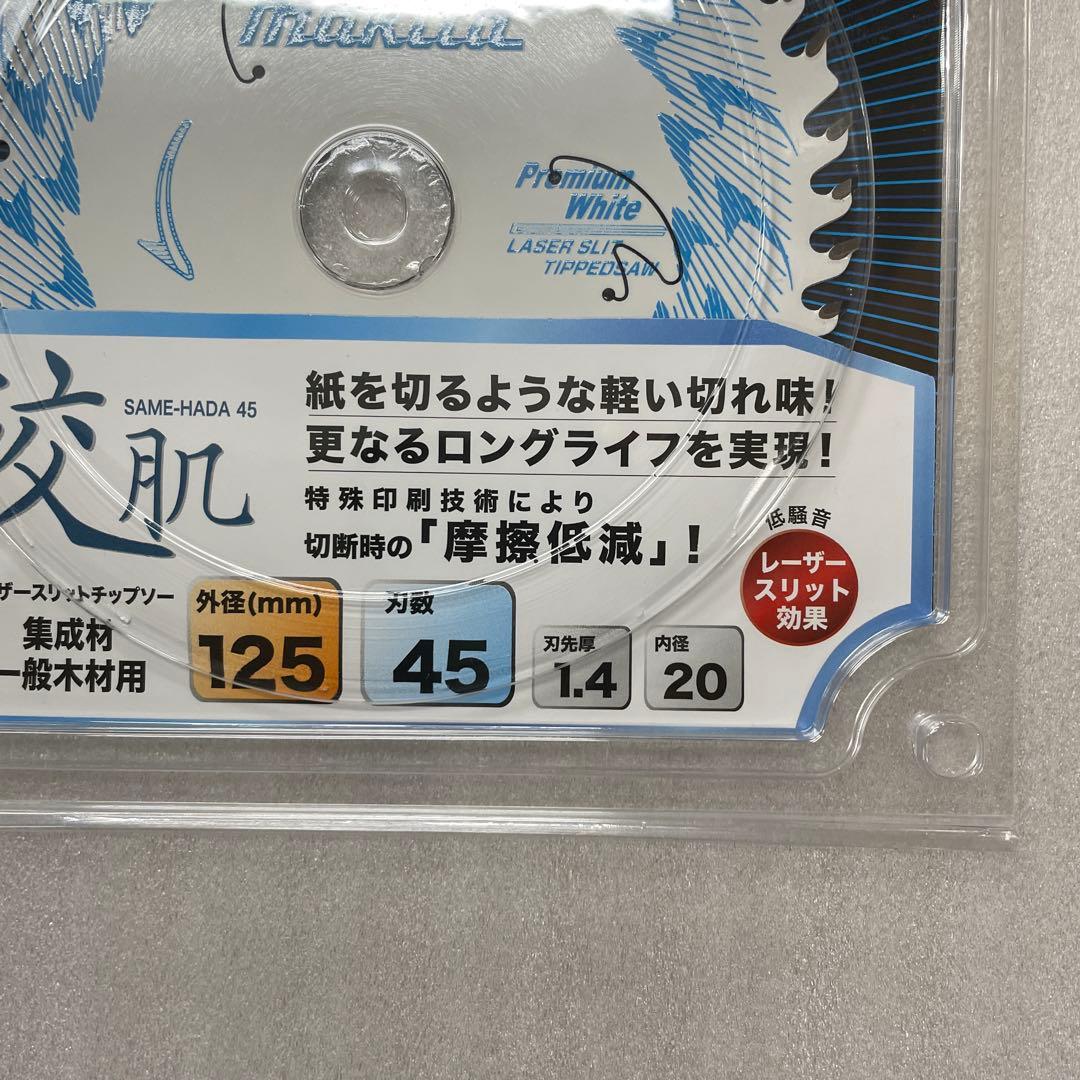 makita
Premium
White
LASER SLIT
TIPPEDSAW
SAME-HADA 45
鮫肌
紙を切るような軽い切れ味!
更なるロングライフを実現!
特殊印刷技術により
切断時の「摩擦低減」!
低騒音
レーザー
スリット
効果
ザースリットチップソー
集成材
一般木材用
外径(mm)
125
刃数
45
刃先厚
1.4
内径
20